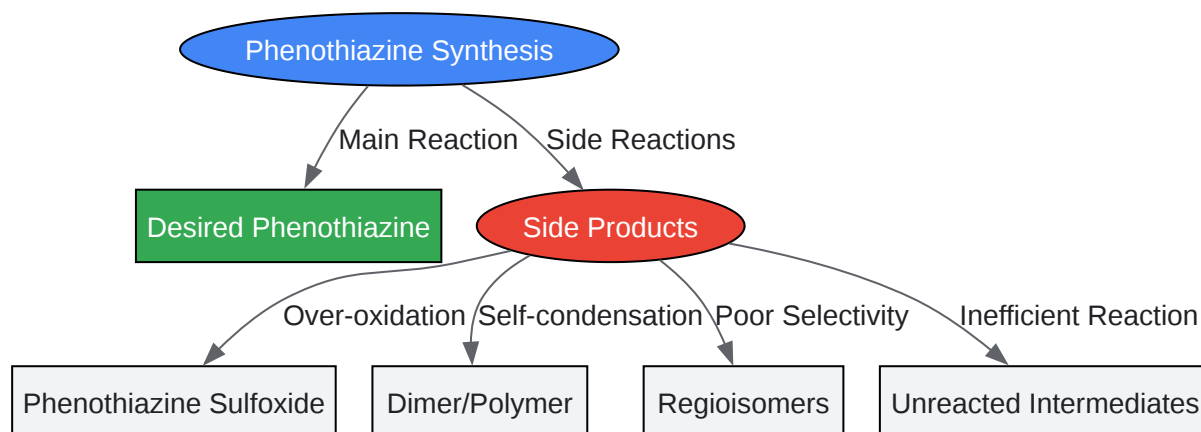 Phenothiazine Synthesis
Main Reaction
Side Reactions
Desired Phenothiazine
Side Products
Over-oxidation
Self-condensation
Poor Selectivity
Inefficient Reaction
Phenothiazine Sulfoxide
Dimer/Polymer
Regioisomers
Unreacted Intermediates